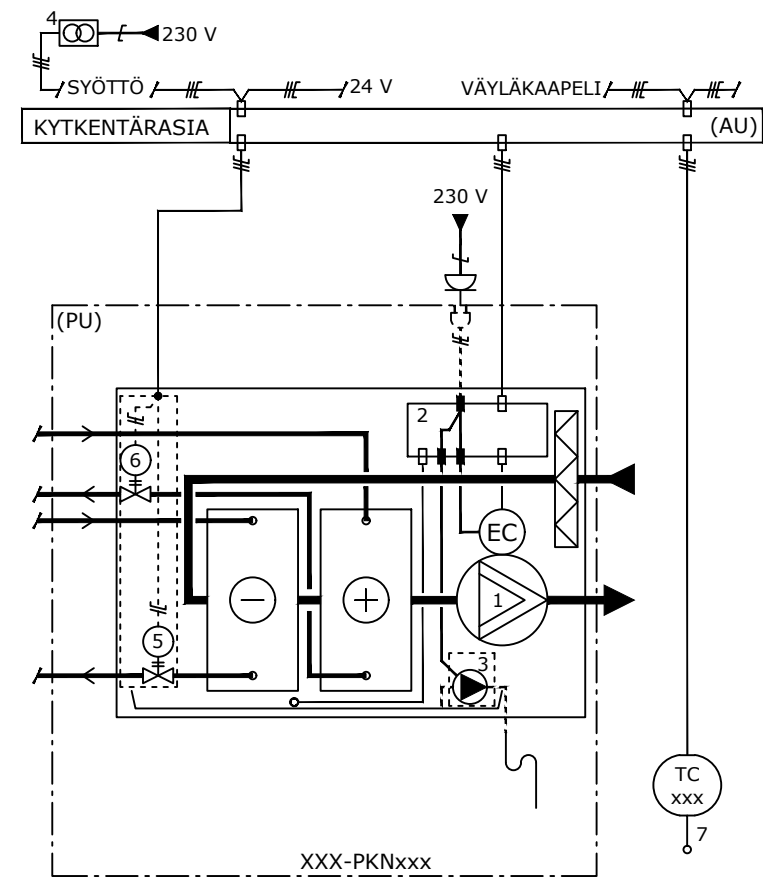 4
230 V
SYÖTTÖ
24 V
VÄYLÄKAAPELI
KYTKENTÄRASIA
(AU)
230 V
(PU)
2
6
EC
1
5
3
TC
xxx
7
XXX-PKNxxx